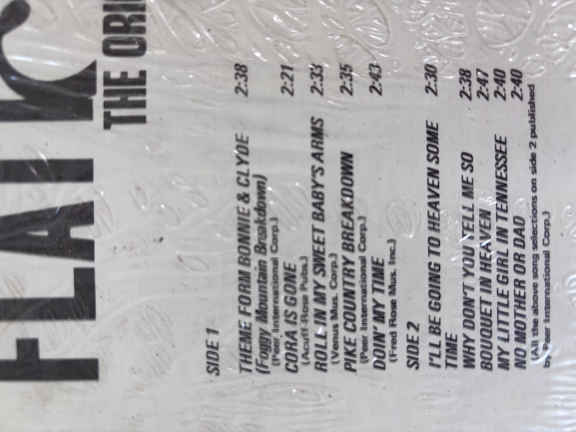 FLATT
THE ORI
SIDE 1
THEME FORM BONNIE & CLYDE 2:38
(Foggy Mountain Breakdown)
(Peer International Corp.)
CORA IS GONE 2:21
(Acuff-Rose Pubs.)
ROLL IN MY SWEET BABY'S ARMS 2:33
(Venus Mus. Corp.)
PIKE COUNTRY BREAKDOWN 2:35
(Peer International Corp.)
DOIN' MY TIME 2:43
(Fred Rose Mus. Inc.)
SIDE 2
I'LL BE GOING TO HEAVEN SOME 2:30
TIME
WHY DON'T YOU TELL ME SO 2:38
BOUQUET IN HEAVEN 2:47
MY LITTLE GIRL IN TENNESSEE 2:40
NO MOTHER OR DAD 2:40
(All the above song selections on side 2 published
by Peer International Corp.)